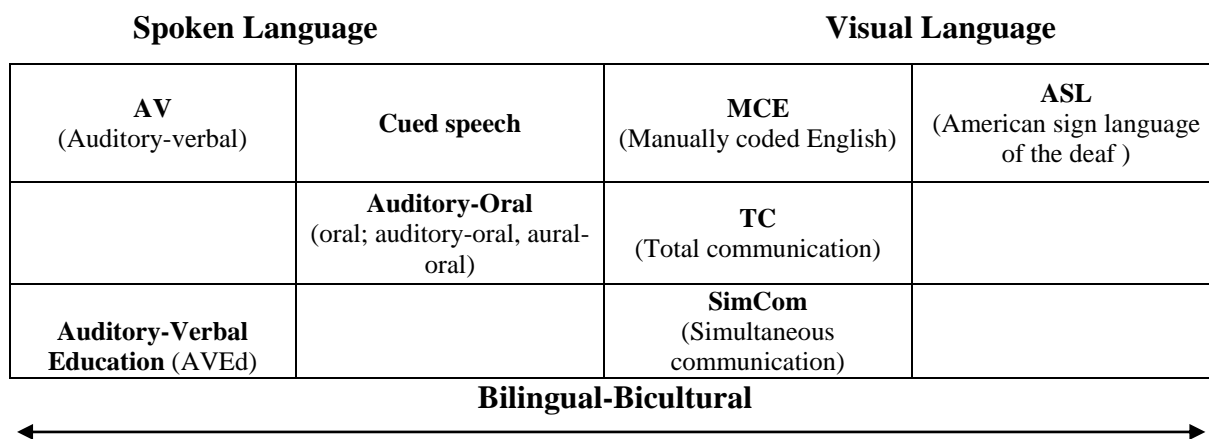 Spoken Language Visual Language
AV
(Auditory-verbal)
Cued speech
MCE
(Manually coded English)
ASL
(American sign language
of the deaf )
Auditory-Oral
(oral; auditory-oral, aural-
oral)
TC
(Total communication)
Auditory-Verbal
Education (AVEd)
SimCom
(Simultaneous
communication)
Bilingual-Bicultural